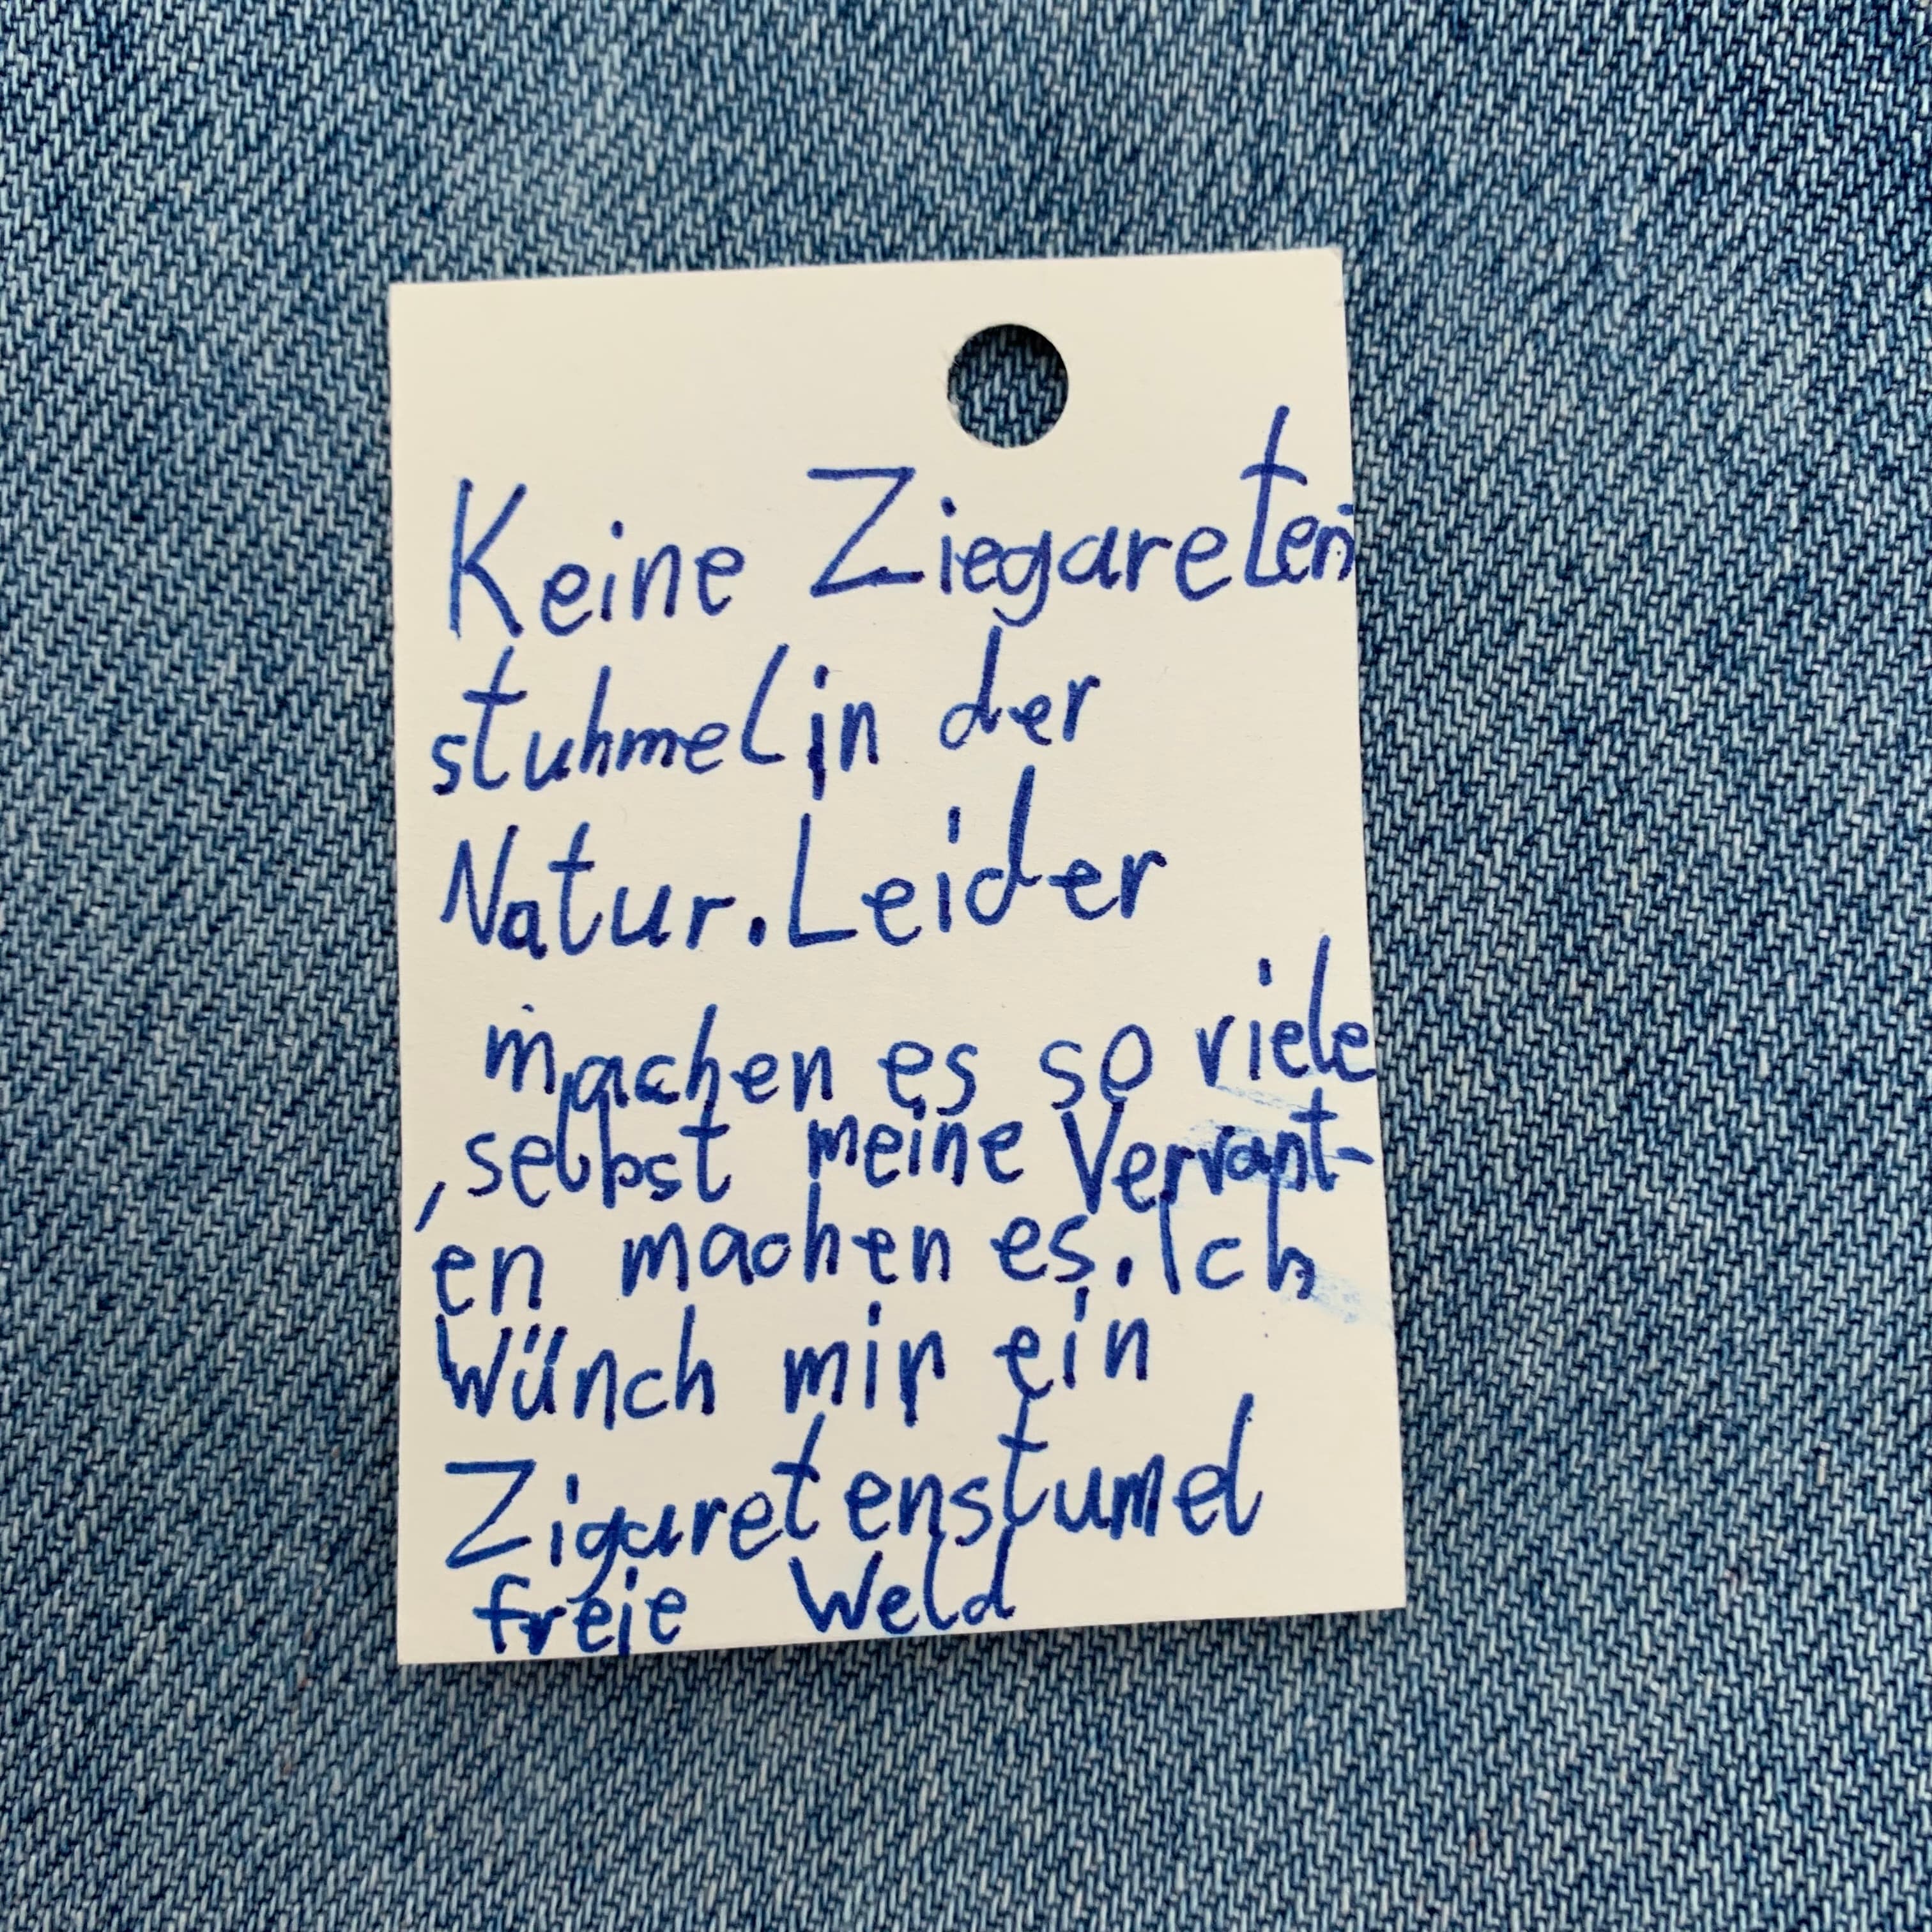 Keine Ziegareten
stuhmel in der
Natur. Leider
machen es so viele
, selbst meine Vervant-
en machen es. Ich
Wünch mir ein
Zigaretenstumel
freie Weld